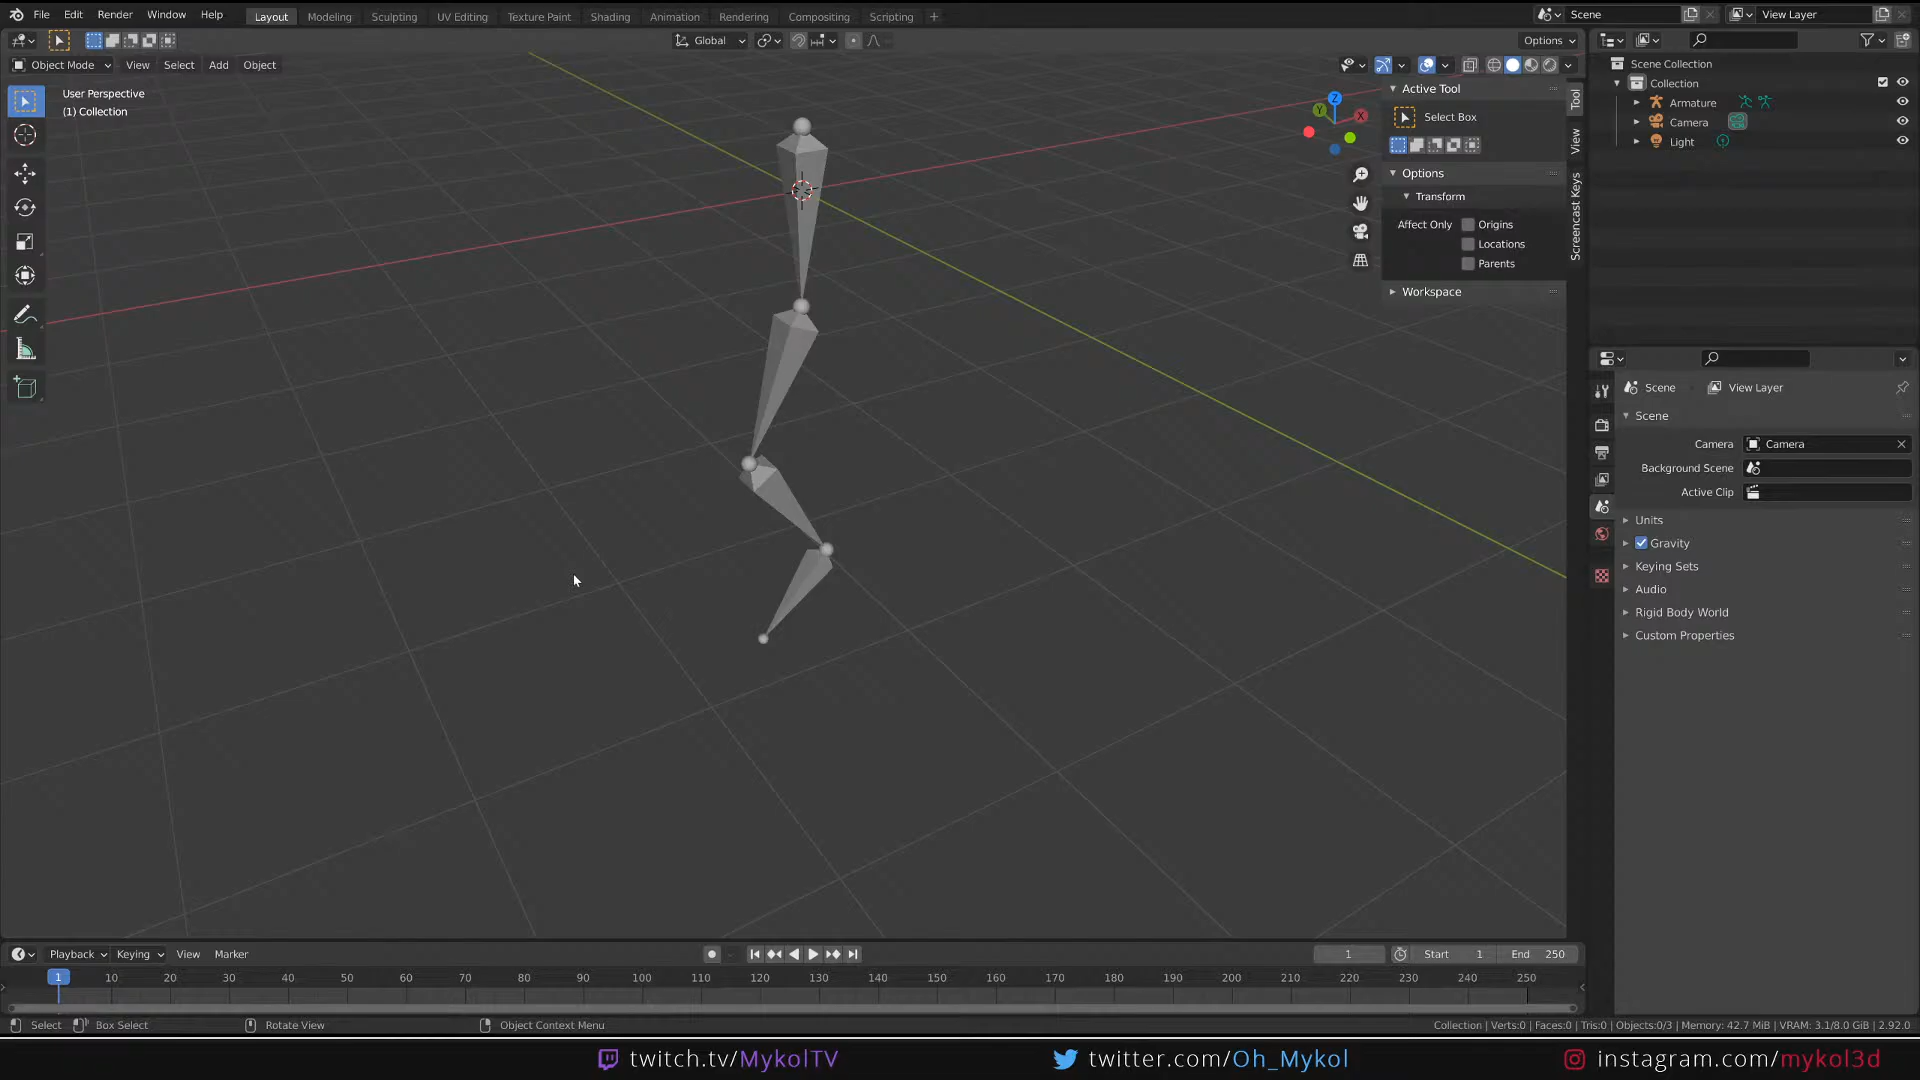 File Edit Render Window Help Layout Modeling Sculpting UV Editing Texture Paint Shading Animation Rendering Compositing Scripting + Scene View Layer
Global Options
Object Mode View Select Add Object
User Perspective
(1) Collection
Z
Y
X
Active Tool
Select Box
Options
Transform
Affect Only Origins
Locations
Parents
Workspace
Tool
View
Screencast Keys
Scene Collection
Collection
Armature
Camera
Light
Scene View Layer
Scene
Camera Camera
Background Scene
Active Clip
Units
Gravity
Keying Sets
Audio
Rigid Body World
Custom Properties
Playback Keying View Marker 1 Start 1 End 250
1 10 20 30 40 50 60 70 80 90 100 110 120 130 140 150 160 170 180 190 200 210 220 230 240 250
Select Box Select Rotate View Object Context Menu Collection | Verts:0 | Faces:0 | Tris:0 | Objects:0/3 | Memory: 42.7 MiB | VRAM: 3.1/8.0 GiB | 2.92.0
twitch.tv/MykolTV twitter.com/Oh_Mykol instagram.com/mykol3d